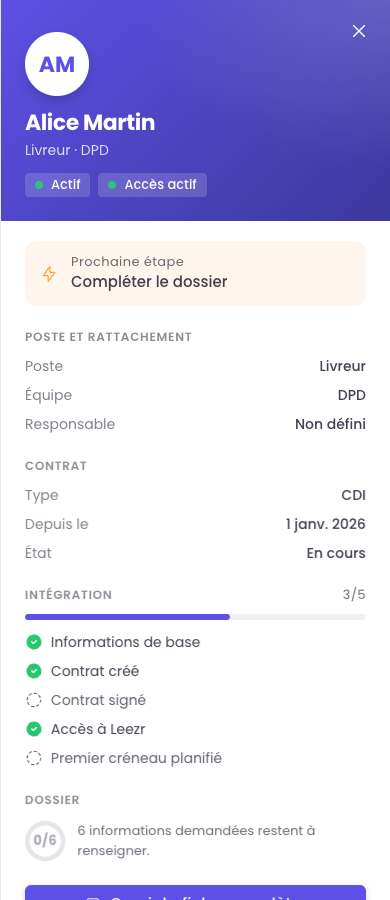 AM
Alice Martin
Livreur · DPD
Actif Accès actif
Prochaine étape
Compléter le dossier
POSTE ET RATTACHEMENT
Poste Livreur
Équipe DPD
Responsable Non défini
CONTRAT
Type CDI
Depuis le 1 janv. 2026
État En cours
INTÉGRATION 3/5
Informations de base
Contrat créé
Contrat signé
Accès à Leezr
Premier créneau planifié
DOSSIER
0/6 6 informations demandées restent à
renseigner.